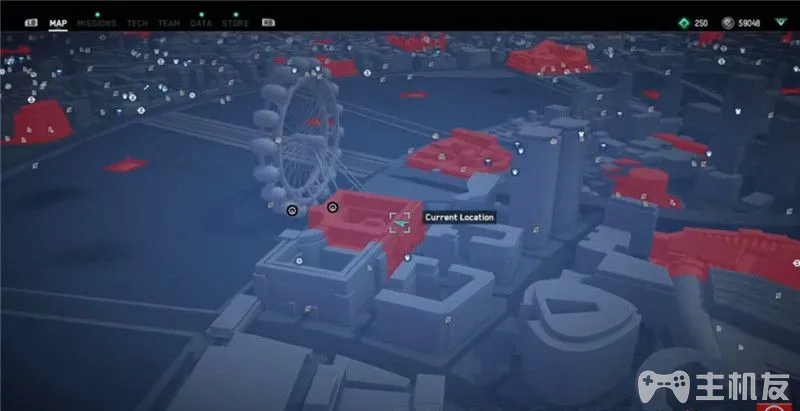 LB MAP MISSIONS TECH TEAM DATA STORE RB
250 59048
Current Location
主机友